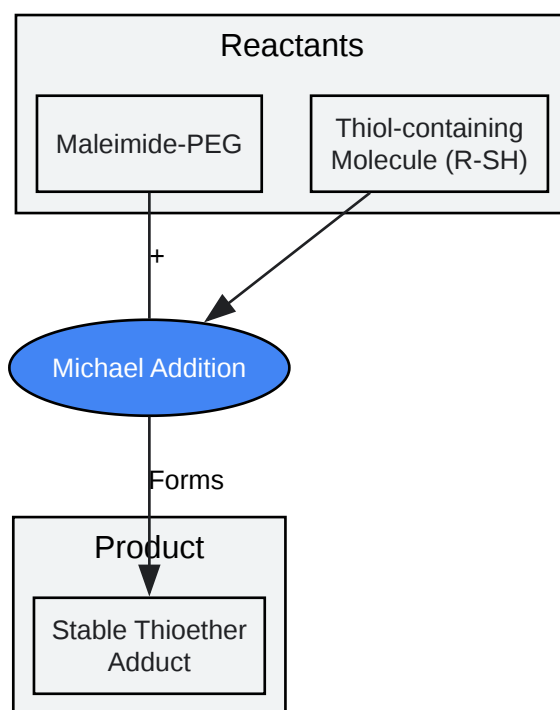 Reactants
Maleimide-PEG
Thiol-containing
Molecule (R-SH)
+
Michael Addition
Forms
Product
Stable Thioether
Adduct